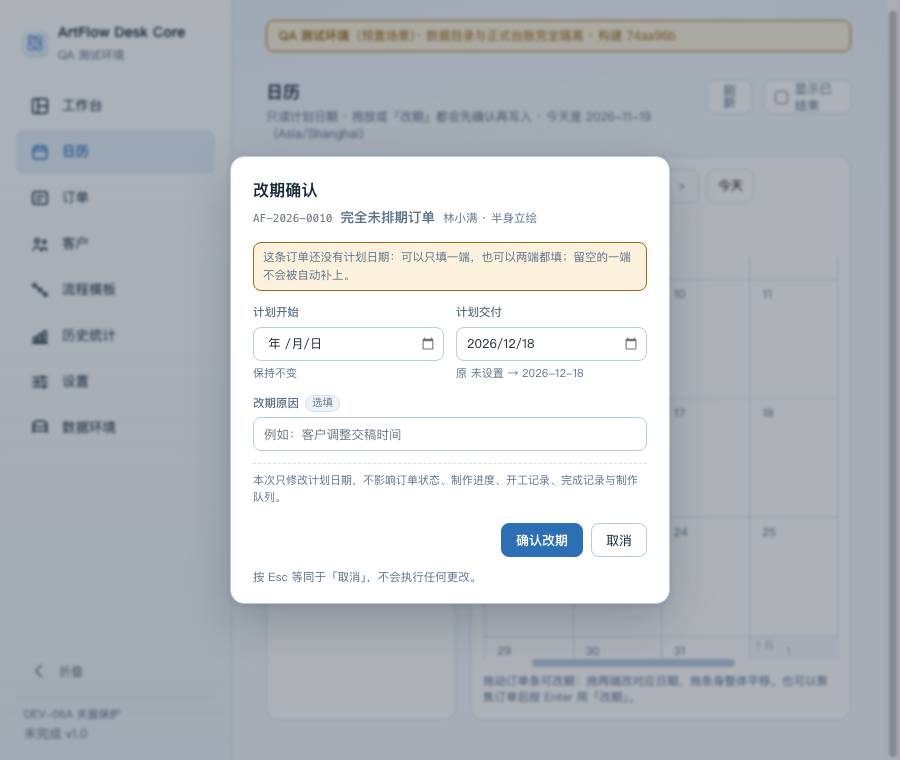 ArtFlow Desk Core
QA 测试环境
工作台
日历
订单
客户
流程模板
历史统计
设置
数据环境
折叠
DEV-06A 关窗保护
未完成 v1.0
QA 测试环境（预置场景）· 数据目录与正式台账完全隔离 · 构建 74aa96b
日历
只读计划日期 · 拖放或「改期」都会先确认再写入 · 今天是 2026-11-19
（Asia/Shanghai）
刷
新
显示已
结束
今天
10
11
17
18
24
25
29
30
31
1 月
1
拖动订单条可改期：拖两端改对应日期，拖条身整体平移。也可以聚
焦订单后按 Enter 用「改期」。
改期确认
AF-2026-0010 完全未排期订单 林小满 · 半身立绘
这条订单还没有计划日期：可以只填一端，也可以两端都填；留空的一端
不会被自动补上。
计划开始
计划交付
年 /月/日
2026/12/18
保持不变
原 未设置 → 2026-12-18
改期原因 选填
例如：客户调整交稿时间
本次只修改计划日期，不影响订单状态、制作进度、开工记录、完成记录与制作
队列。
确认改期
取消
按 Esc 等同于「取消」，不会执行任何更改。